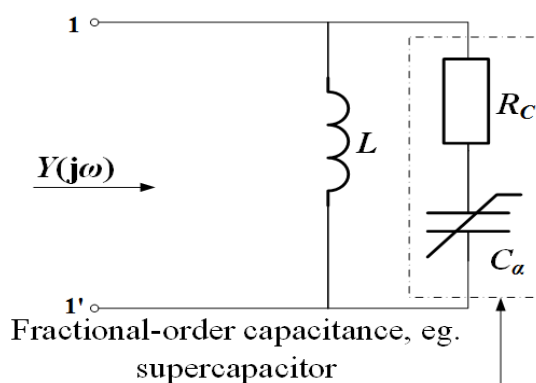 1
R_C
L
Y(jω)
C_α
1'
Fractional-order capacitance, eg.
supercapacitor